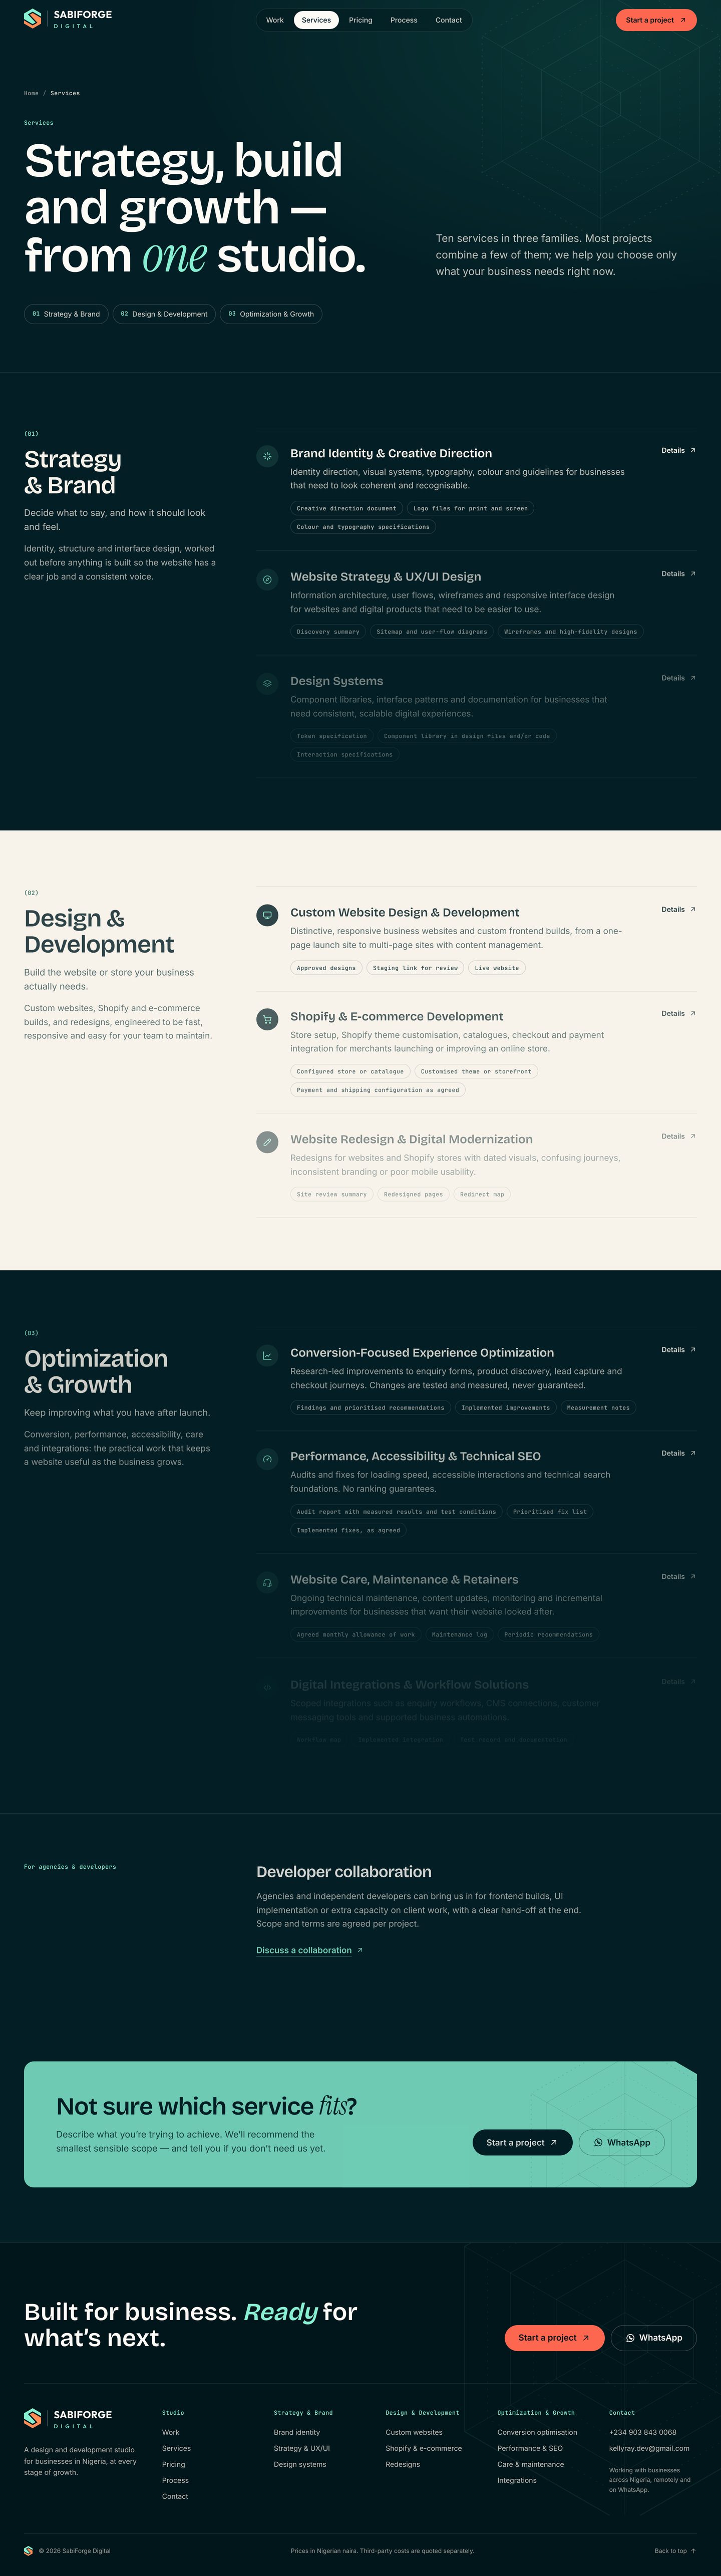 SABIFORGE
DIGITAL
Work
Services
Pricing
Process
Contact
Start a project
Home / Services
Services
Strategy, build
and growth —
from one studio.
Ten services in three families. Most projects
combine a few of them; we help you choose only
what your business needs right now.
01 Strategy & Brand
02 Design & Development
03 Optimization & Growth
(01)
Strategy
& Brand
Decide what to say, and how it should look
and feel.
Identity, structure and interface design, worked
out before anything is built so the website has a
clear job and a consistent voice.
Brand Identity & Creative Direction
Details
Identity direction, visual systems, typography, colour and guidelines for businesses
that need to look coherent and recognisable.
Creative direction document
Logo files for print and screen
Colour and typography specifications
Website Strategy & UX/UI Design
Details
Information architecture, user flows, wireframes and responsive interface design
for websites and digital products that need to be easier to use.
Discovery summary
Sitemap and user-flow diagrams
Wireframes and high-fidelity designs
Design Systems
Details
Component libraries, interface patterns and documentation for businesses that
need consistent, scalable digital experiences.
Token specification
Component library in design files and/or code
Interaction specifications
(02)
Design &
Development
Build the website or store your business
actually needs.
Custom websites, Shopify and e-commerce
builds, and redesigns, engineered to be fast,
responsive and easy for your team to maintain.
Custom Website Design & Development
Details
Distinctive, responsive business websites and custom frontend builds, from a one-
page launch site to multi-page sites with content management.
Approved designs
Staging link for review
Live website
Shopify & E-commerce Development
Details
Store setup, Shopify theme customisation, catalogues, checkout and payment
integration for merchants launching or improving an online store.
Configured store or catalogue
Customised theme or storefront
Payment and shipping configuration as agreed
Website Redesign & Digital Modernization
Details
Redesigns for websites and Shopify stores with dated visuals, confusing journeys,
inconsistent branding or poor mobile usability.
Site review summary
Redesigned pages
Redirect map
(03)
Optimization
& Growth
Keep improving what you have after launch.
Conversion, performance, accessibility, care
and integrations: the practical work that keeps
a website useful as the business grows.
Conversion-Focused Experience Optimization
Details
Research-led improvements to enquiry forms, product discovery, lead capture and
checkout journeys. Changes are tested and measured, never guaranteed.
Findings and prioritised recommendations
Implemented improvements
Measurement notes
Performance, Accessibility & Technical SEO
Details
Audits and fixes for loading speed, accessible interactions and technical search
foundations. No ranking guarantees.
Audit report with measured results and test conditions
Prioritised fix list
Implemented fixes, as agreed
Website Care, Maintenance & Retainers
Details
Ongoing technical maintenance, content updates, monitoring and incremental
improvements for businesses that want their website looked after.
Agreed monthly allowance of work
Maintenance log
Periodic recommendations
Digital Integrations & Workflow Solutions
Details
Scoped integrations such as enquiry workflows, CMS connections, customer
messaging tools and supported business automations.
Workflow map
Implemented integration
Test record and documentation
For agencies & developers
Developer collaboration
Agencies and independent developers can bring us in for frontend builds, UI
implementation or extra capacity on client work, with a clear hand-off at the end.
Scope and terms are agreed per project.
Discuss a collaboration
Not sure which service fits?
Describe what you're trying to achieve. We'll recommend the
smallest sensible scope — and tell you if you don't need us yet.
Start a project
WhatsApp
Built for business. Ready for
what's next.
Start a project
WhatsApp
SABIFORGE
DIGITAL
A design and development studio
for businesses in Nigeria, at every
stage of growth.
Studio
Work
Services
Pricing
Process
Contact
Strategy & Brand
Brand identity
Strategy & UX/UI
Design systems
Design & Development
Custom websites
Shopify & e-commerce
Redesigns
Optimization & Growth
Conversion optimisation
Performance & SEO
Care & maintenance
Integrations
Contact
+234 903 843 0068
kellyray.dev@gmail.com
Working with businesses
across Nigeria, remotely and
on WhatsApp.
© 2026 SabiForge Digital
Prices in Nigerian naira. Third-party costs are quoted separately.
Back to top